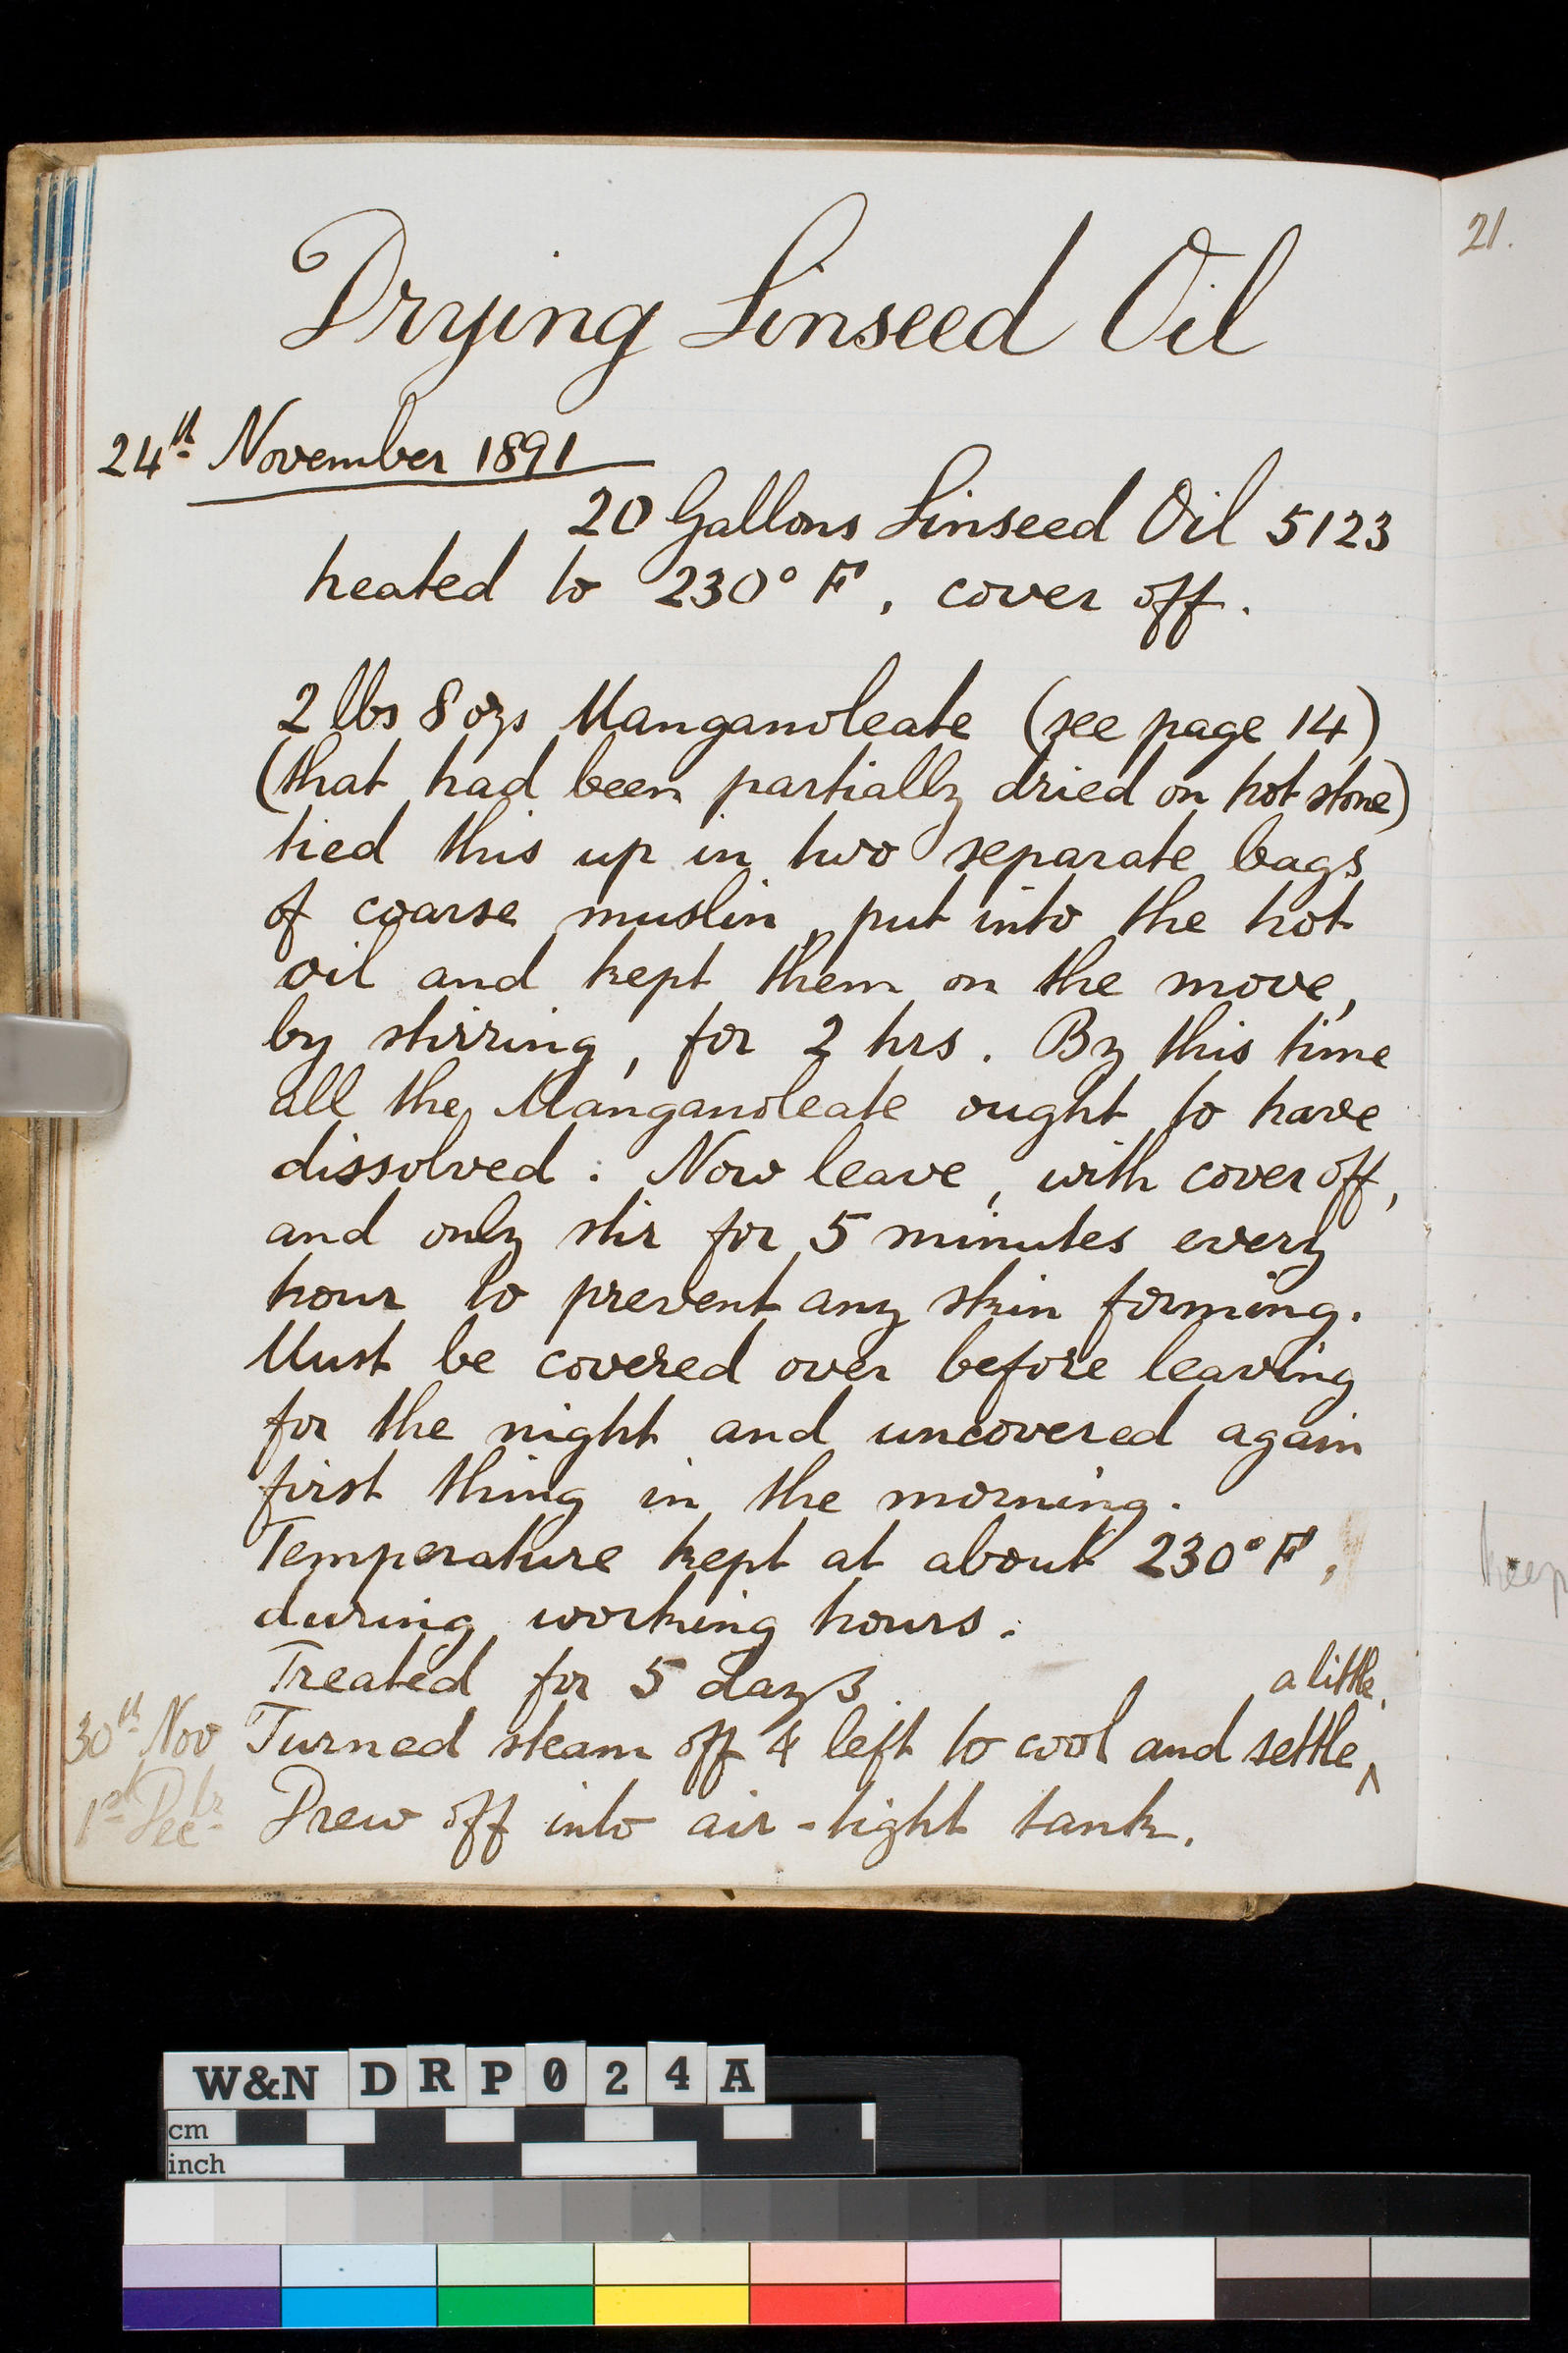 Drying Linseed Oil
24th November 1891
20 Gallons Linseed Oil 5123
heated to 230° F, cover off.
2 lbs 8 ozs Manganoleate (see page 14)
(that had been partially dried on hot stone)
tied this up in two separate bags
of coarse muslin, put into the hot
oil and kept them on the move,
by stirring, for 2 hrs. By this time
all the Manganoleate ought to have
dissolved. Now leave, with cover off,
and only stir for 5 minutes every
hour to prevent any skin forming.
Must be covered over before leaving
for the night and uncovered again
first thing in the morning.
Temperature kept at about 230° F,
during working hours.
Treated for 5 days
a little.
30th Nov Turned steam off & left to cool and settle ^
1st Decbr Drew off into air-tight tank.
21.
keep
W&N DRP024A
cm
inch